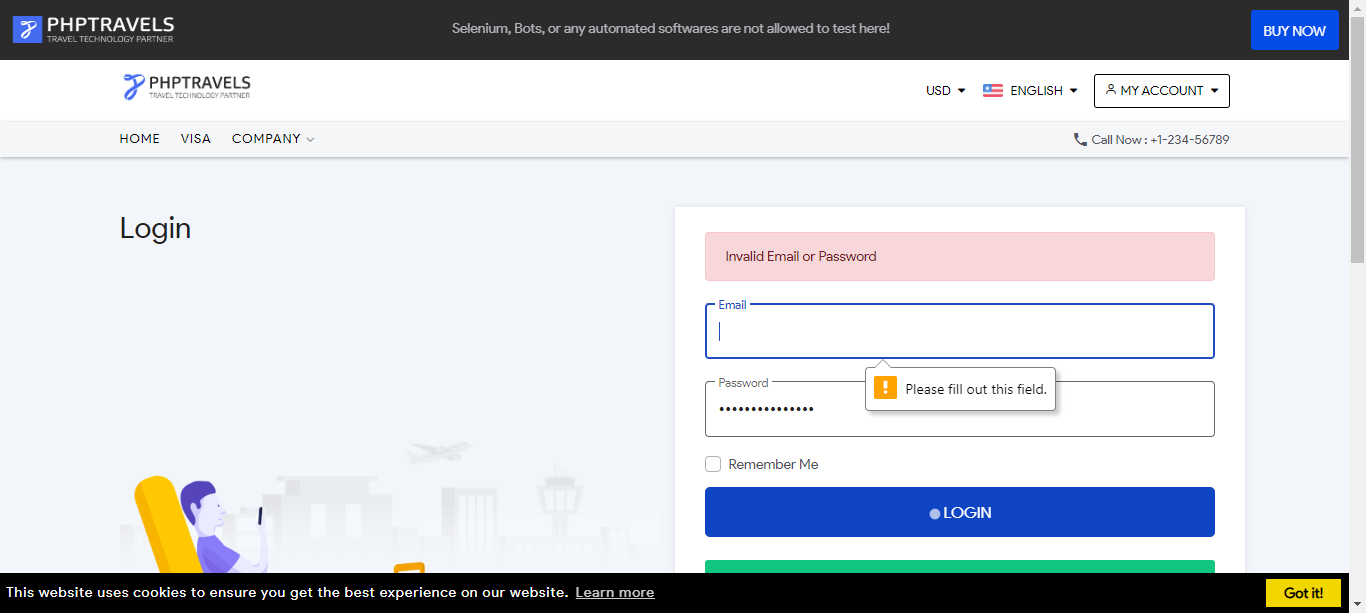 PHPTRAVELS
TRAVEL TECHNOLOGY PARTNER
Selenium, Bots, or any automated softwares are not allowed to test here!
BUY NOW
PHPTRAVELS
TRAVEL TECHNOLOGY PARTNER
USD
ENGLISH
MY ACCOUNT
HOME
VISA
COMPANY
Call Now : +1-234-56789
Login
Invalid Email or Password
Email
Please fill out this field.
Password
Remember Me
LOGIN
This website uses cookies to ensure you get the best experience on our website. Learn more
Got it!